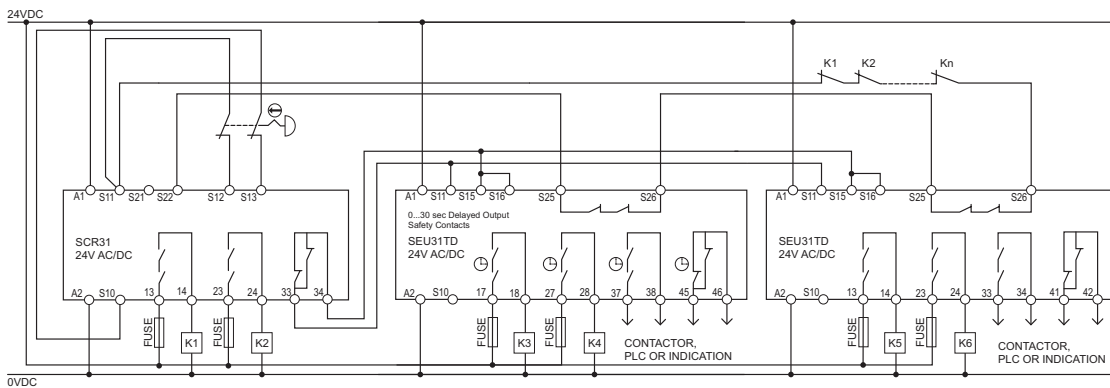 24VDC
K1 K2 Kn
A1 S11 S21 S22 S12 S13
A1 S11 S15 S16 S25 S26
A1 S11 S15 S16 S25 S26
SCR31
24V AC/DC
0...30 sec Delayed Output
Safety Contacts
SEU31TD
24V AC/DC
SEU31TD
24V AC/DC
A2 S10 13 14 23 24 33 34
A2 S10 17 18 27 28 37 38 45 46
A2 S10 13 14 23 24 33 34 41 42
FUSE K1 FUSE K2
FUSE K3 FUSE K4
CONTACTOR,
PLC OR INDICATION
FUSE K5 FUSE K6
CONTACTOR,
PLC OR INDICATION
0VDC